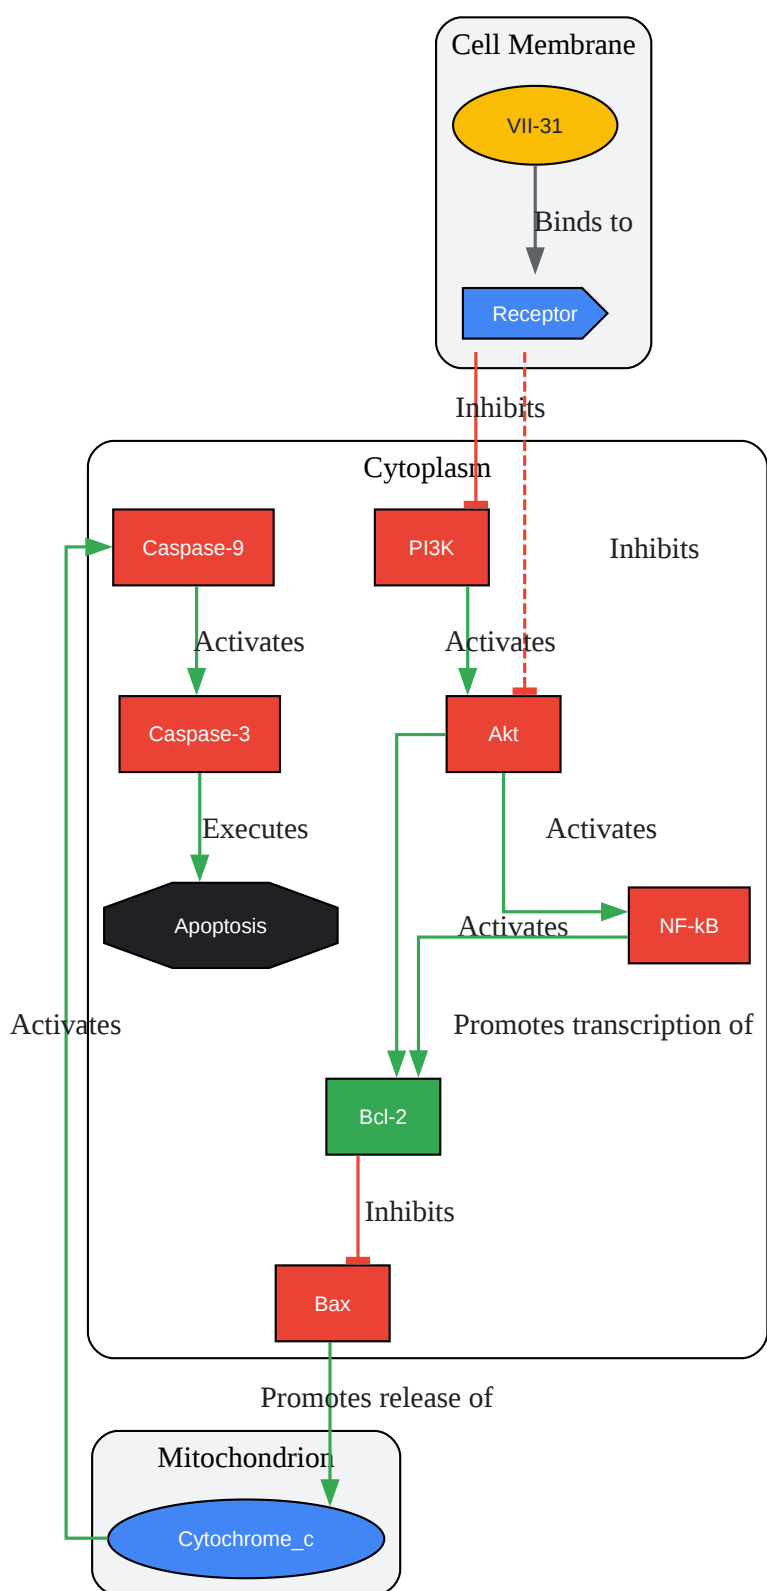 Cell Membrane
VII-31
Binds to
Receptor
Inhibits
Cytoplasm
Caspase-9
PI3K
Inhibits
Activates
Activates
Caspase-3
Akt
Executes
Activates
Apoptosis
Activates
NF-kB
Activates
Promotes transcription of
Bcl-2
Inhibits
Bax
Promotes release of
Mitochondrion
Cytochrome_c